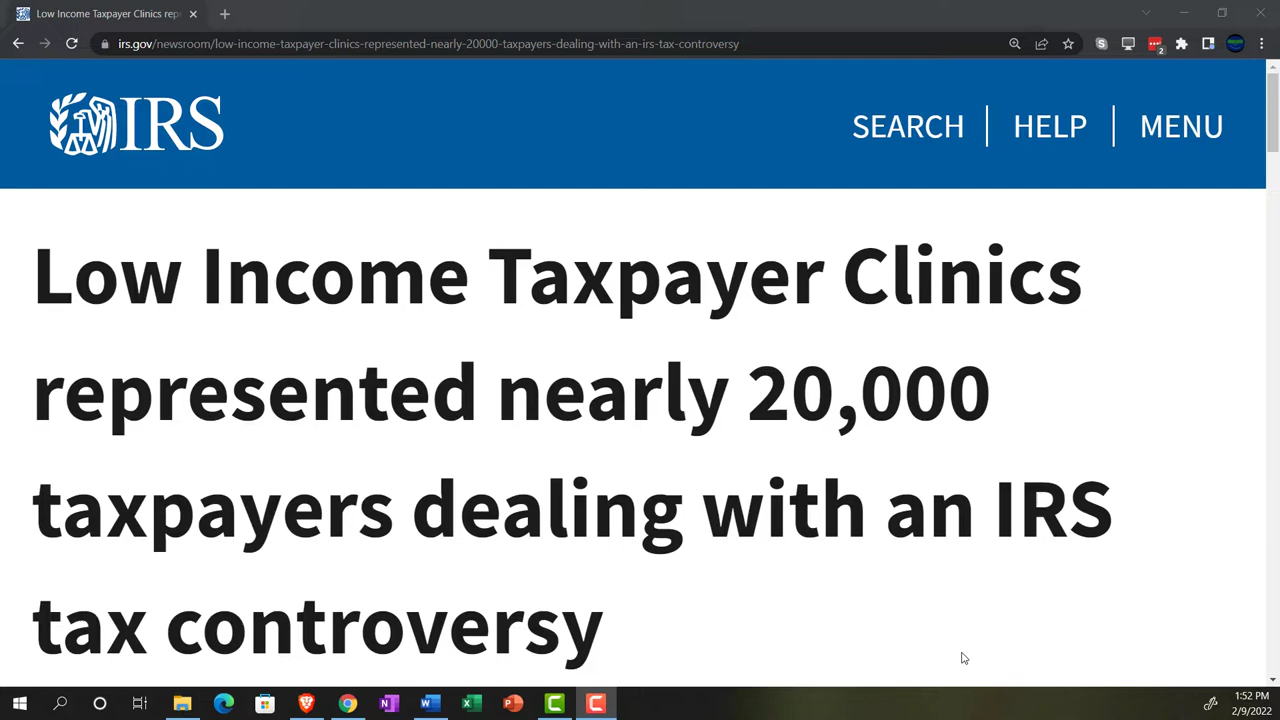 Low Income Taxpayer Clinics rep
irs.gov/newsroom/low-income-taxpayer-clinics-represented-nearly-20000-taxpayers-dealing-with-an-irs-tax-controversy
2
IRS
SEARCH
HELP
MENU
Low Income Taxpayer Clinics
represented nearly 20,000
taxpayers dealing with an IRS
tax controversy
1:52 PM
2/9/2022